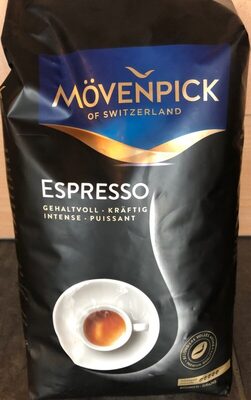 MÖVENPICK
OF SWITZERLAND
ESPRESSO
GEHALTVOLL · KRÄFTIG
INTENSE · PUISSANT